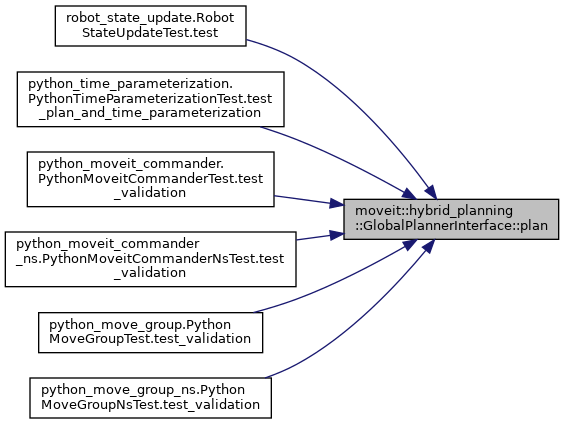 robot_state_update.Robot
StateUpdateTest.test
python_time_parameterization.
PythonTimeParameterizationTest.test
_plan_and_time_parameterization
python_moveit_commander.
PythonMoveitCommanderTest.test
_validation
python_moveit_commander
_ns.PythonMoveitCommanderNsTest.test
_validation
python_move_group.Python
MoveGroupTest.test_validation
python_move_group_ns.Python
MoveGroupNsTest.test_validation
moveit::hybrid_planning
::GlobalPlannerInterface::plan